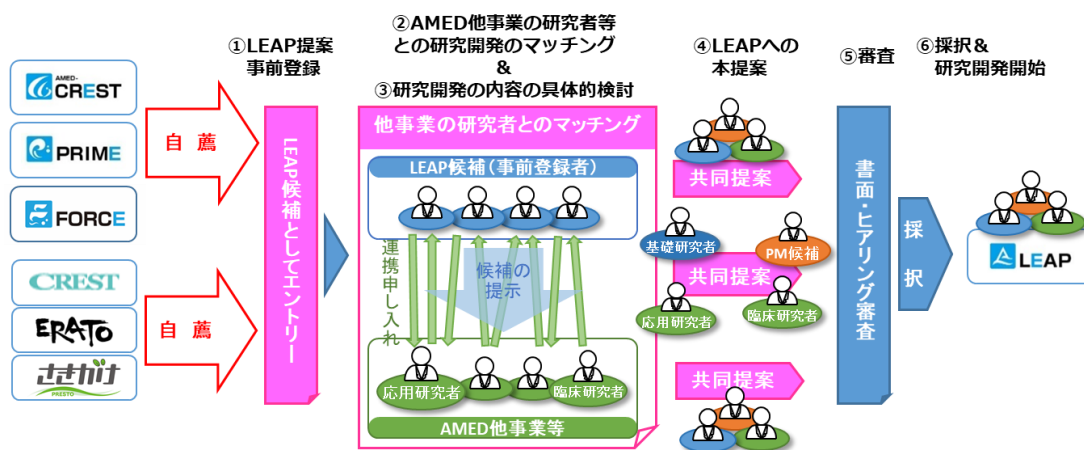 ①LEAP提案
事前登録
②AMED他事業の研究者等
との研究開発のマッチング
&
③研究開発の内容の具体的検討
④LEAPへの
本提案
⑤審査
⑥採択&
研究開発開始
AMED-
CREST
PRIME
FORCE
自 薦
CREST
ERATO
さきがけ
PRESTO
自 薦
LEAP候補としてエントリー
他事業の研究者とのマッチング
LEAP候補(事前登録者)
連携申し入れ
候補の
提示
応用研究者
臨床研究者
AMED他事業等
共同提案
基礎研究者
PM候補
共同提案
応用研究者
臨床研究者
共同提案
書面・ヒアリング審査
採択
LEAP